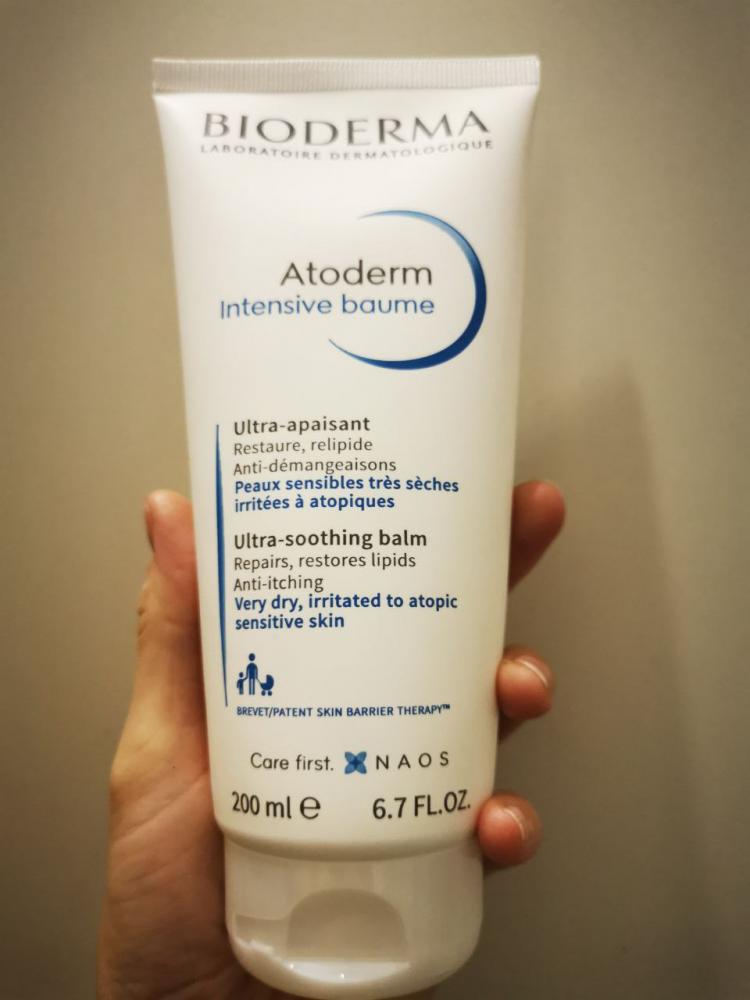 BIODERMA
LABORATOIRE DERMATOLOGIQUE
Atoderm
Intensive baume
Ultra-apaisant
Restaure, relipide
Anti-démangeaisons
Peaux sensibles très sèches
irritées à atopiques
Ultra-soothing balm
Repairs, restores lipids
Anti-itching
Very dry, irritated to atopic
sensitive skin
BREVET/PATENT SKIN BARRIER THERAPY™
Care first. NAOS
200 ml ℮ 6.7 FL.OZ.